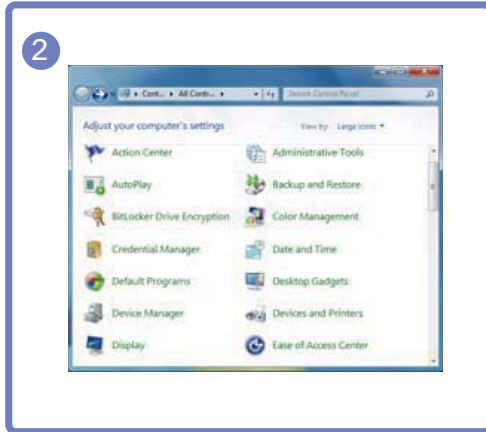 2
Cont... All Contr... Search Control Panel
Adjust your computer's settings View by: Large icons
Action Center Administrative Tools
AutoPlay Backup and Restore
BitLocker Drive Encryption Color Management
Credential Manager Date and Time
Default Programs Desktop Gadgets
Device Manager Devices and Printers
Display Ease of Access Center